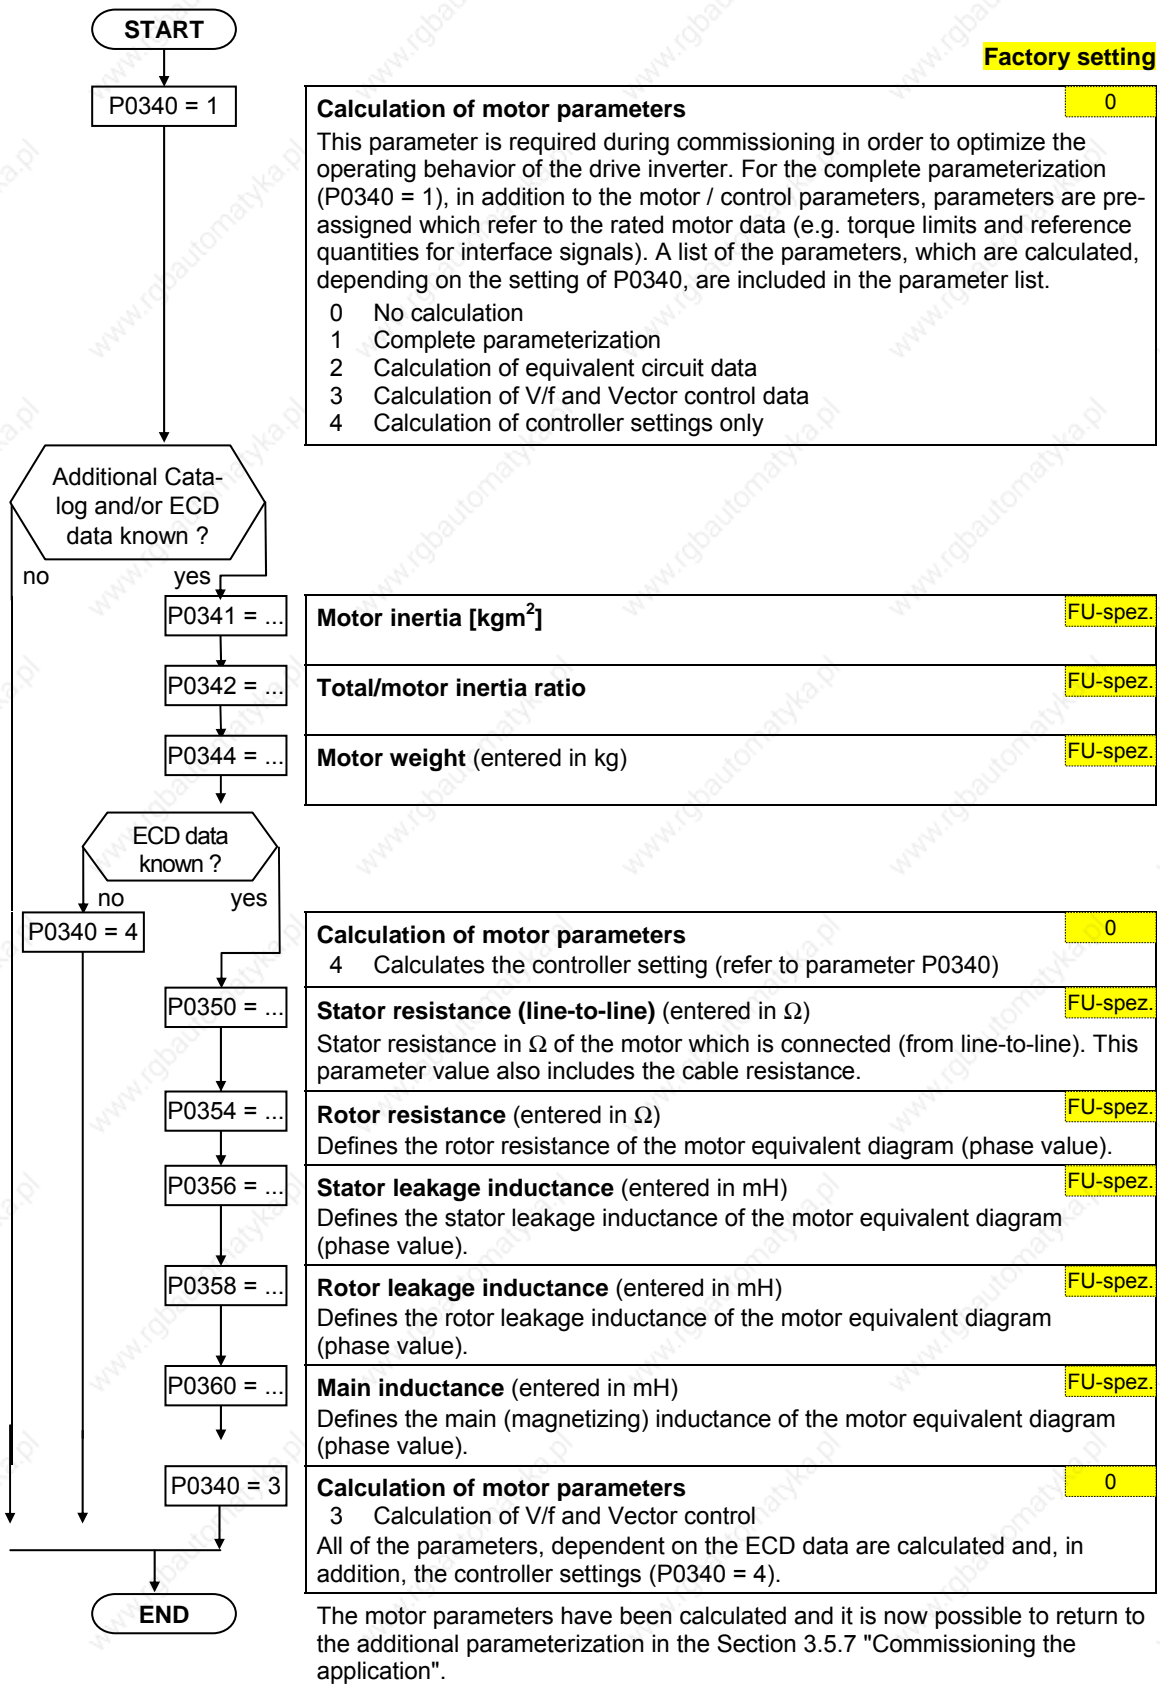 START
Factory setting
P0340 = 1
Calculation of motor parameters
0
This parameter is required during commissioning in order to optimize the
operating behavior of the drive inverter. For the complete parameterization
(P0340 = 1), in addition to the motor / control parameters, parameters are pre-
assigned which refer to the rated motor data (e.g. torque limits and reference
quantities for interface signals). A list of the parameters, which are calculated,
depending on the setting of P0340, are included in the parameter list.
0 No calculation
1 Complete parameterization
2 Calculation of equivalent circuit data
3 Calculation of V/f and Vector control data
4 Calculation of controller settings only
Additional Cata-
log and/or ECD
data known ?
no
yes
P0341 = ...
Motor inertia [kgm²]
FU-spez.
P0342 = ...
Total/motor inertia ratio
FU-spez.
P0344 = ...
Motor weight (entered in kg)
FU-spez.
ECD data
known ?
no
yes
P0340 = 4
Calculation of motor parameters
0
4 Calculates the controller setting (refer to parameter P0340)
P0350 = ...
Stator resistance (line-to-line) (entered in Ω)
FU-spez.
Stator resistance in Ω of the motor which is connected (from line-to-line). This
parameter value also includes the cable resistance.
P0354 = ...
Rotor resistance (entered in Ω)
FU-spez.
Defines the rotor resistance of the motor equivalent diagram (phase value).
P0356 = ...
Stator leakage inductance (entered in mH)
FU-spez.
Defines the stator leakage inductance of the motor equivalent diagram
(phase value).
P0358 = ...
Rotor leakage inductance (entered in mH)
FU-spez.
Defines the rotor leakage inductance of the motor equivalent diagram
(phase value).
P0360 = ...
Main inductance (entered in mH)
FU-spez.
Defines the main (magnetizing) inductance of the motor equivalent diagram
(phase value).
P0340 = 3
Calculation of motor parameters
0
3 Calculation of V/f and Vector control
All of the parameters, dependent on the ECD data are calculated and, in
addition, the controller settings (P0340 = 4).
END
The motor parameters have been calculated and it is now possible to return to
the additional parameterization in the Section 3.5.7 "Commissioning the
application".
www.rgbautomatyka.pl